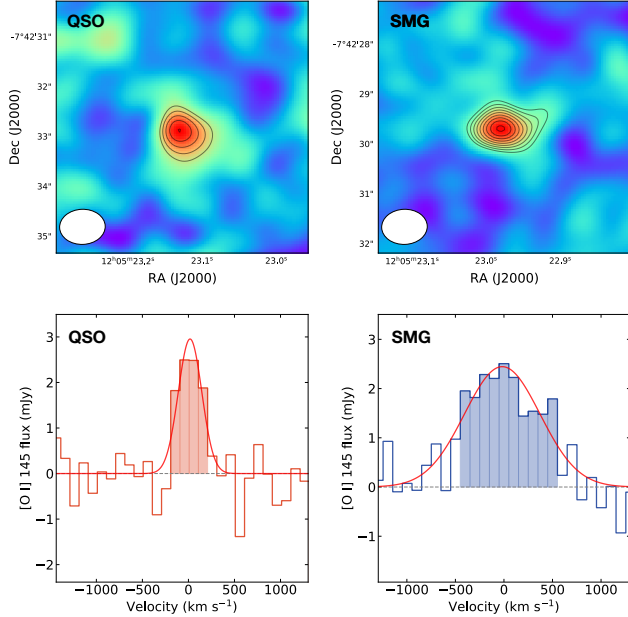 QSO
-7°42'31"
32"
33"
34"
35"
Dec (J2000)
12ʰ05ᵐ23.2ˢ
23.1ˢ
23.0ˢ
RA (J2000)
SMG
-7°42'28"
29"
30"
31"
32"
Dec (J2000)
12ʰ05ᵐ23.1ˢ
23.0ˢ
22.9ˢ
RA (J2000)
QSO
3
2
1
0
−1
−2
[O I] 145 flux (mJy)
−1000
−500
0
500
1000
Velocity (km s⁻¹)
SMG
3
2
1
0
−1
[O I] 145 flux (mJy)
−1000
−500
0
500
1000
Velocity (km s⁻¹)